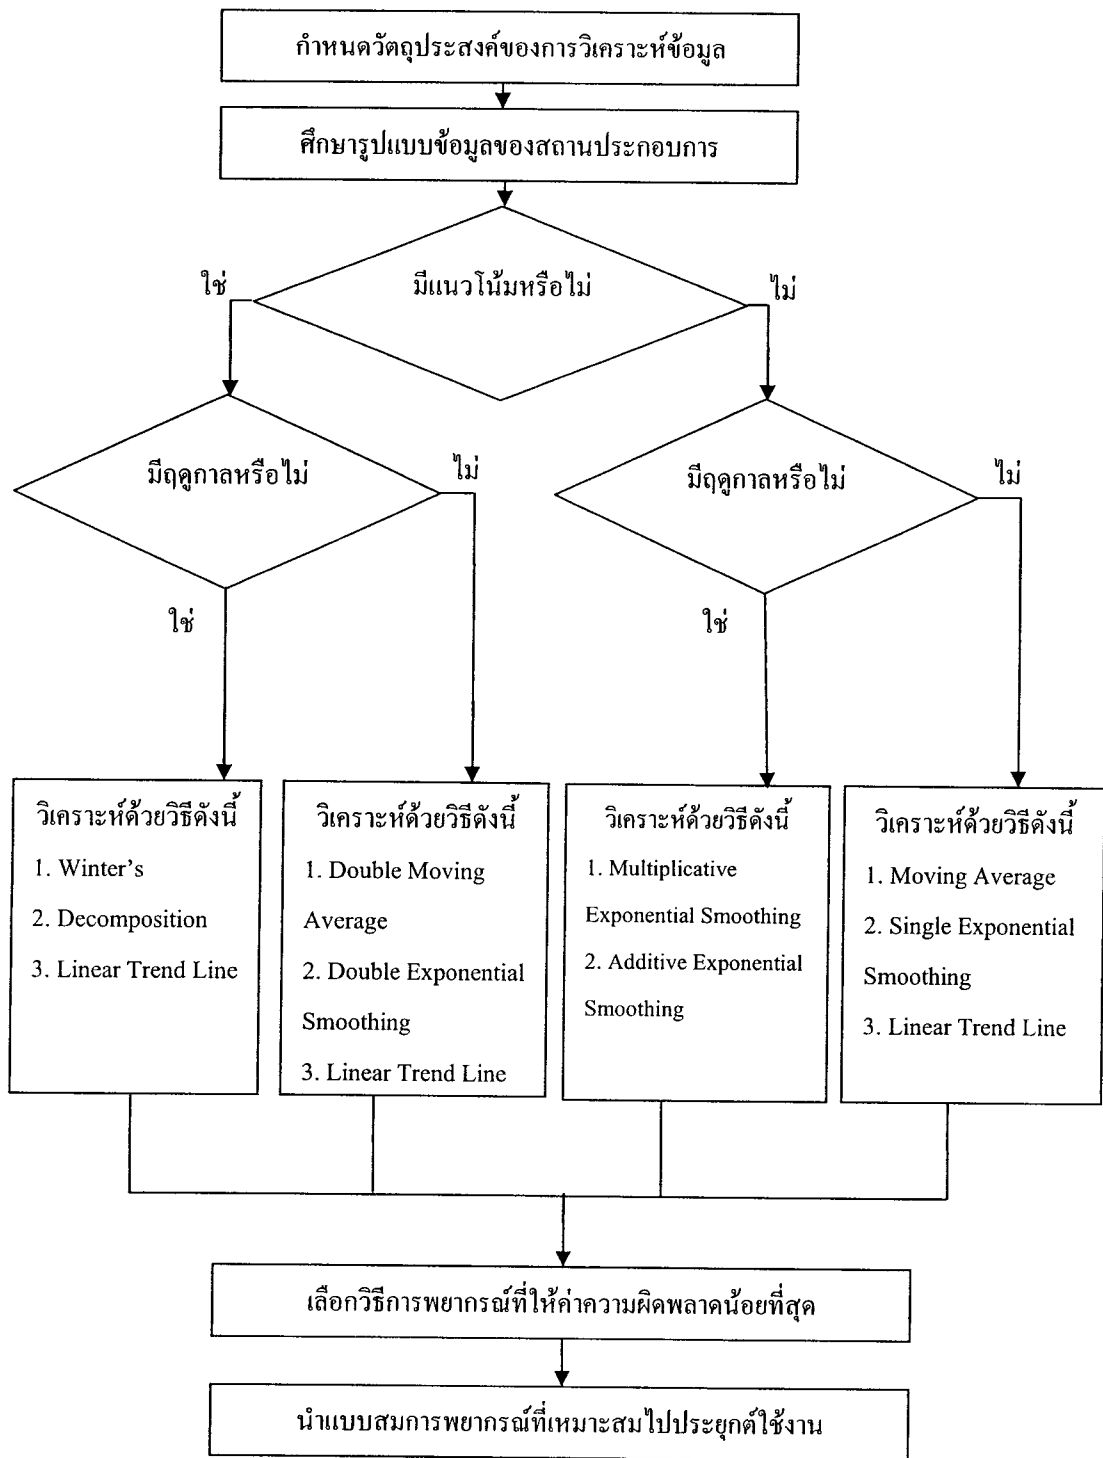 กำหนดวัตถุประสงค์ของการวิเคราะห์ข้อมูล
ศึกษารูปแบบข้อมูลของสถานประกอบการ
มีแนวโน้มหรือไม่
ใช่
ไม่
มีฤดูกาลหรือไม่
ไม่
ใช่
มีฤดูกาลหรือไม่
ไม่
ใช่
วิเคราะห์ด้วยวิธีดังนี้
1. Winter's
2. Decomposition
3. Linear Trend Line
วิเคราะห์ด้วยวิธีดังนี้
1. Double Moving
Average
2. Double Exponential
Smoothing
3. Linear Trend Line
วิเคราะห์ด้วยวิธีดังนี้
1. Multiplicative
Exponential Smoothing
2. Additive Exponential
Smoothing
วิเคราะห์ด้วยวิธีดังนี้
1. Moving Average
2. Single Exponential
Smoothing
3. Linear Trend Line
เลือกวิธีการพยากรณ์ที่ให้ค่าความผิดพลาดน้อยที่สุด
นำแบบสมการพยากรณ์ที่เหมาะสมไปประยุกต์ใช้งาน